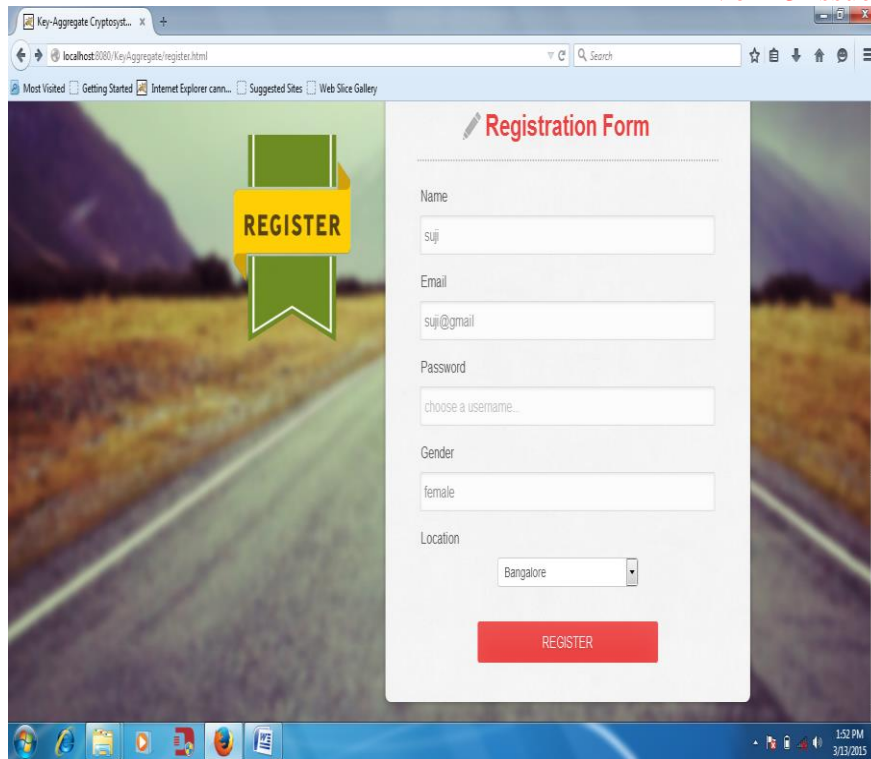 Key-Aggregate Cryptosyst...
localhost:8080/KeyAggregate/register.html
Search
Most Visited Getting Started Internet Explorer cann... Suggested Sites Web Slice Gallery
Registration Form
REGISTER
Name
suji
Email
suji@gmail
Password
choose a username...
Gender
female
Location
Bangalore
REGISTER
1:52 PM
3/13/2015